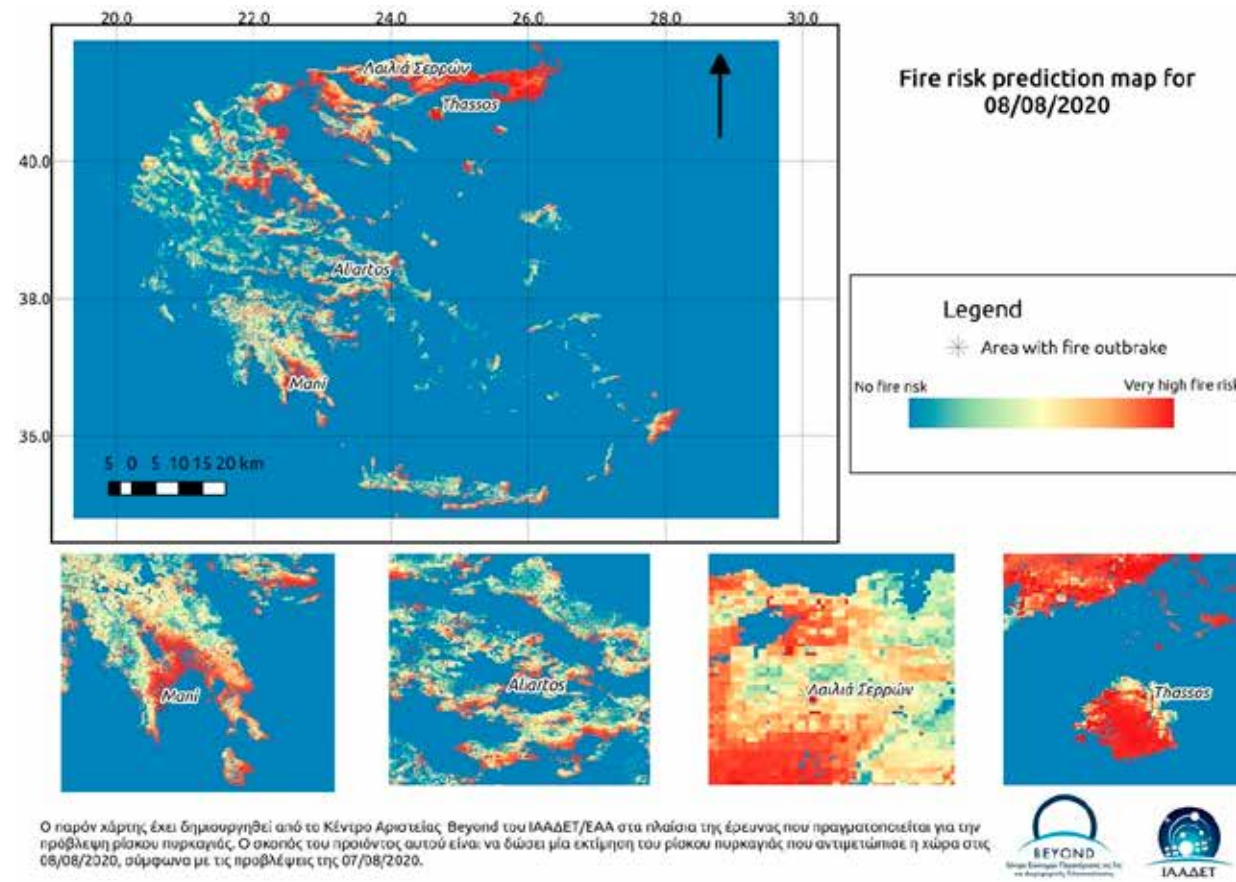 20.0 22.0 24.0 26.0 28.0 30.0
Fire risk prediction map for
08/08/2020
Λαιλιά Σερρών
Thassos
40.0
Aliartos
38.0
Mani
36.0
5 0 5 10 15 20 km
Legend
Area with fire outbrake
No fire risk Very high fire risk
Mani
Aliartos
Λαιλιά Σερρών
Thassos
Ο παρόν χάρτης έχει δημιουργηθεί από το Κέντρο Αριστείας Beyond του ΙΑΑΔΕΤ/ΕΑΑ στα πλαίσια της έρευνας που πραγματοποιείται για την
πρόβλεψη ρίσκου πυρκαγιάς. Ο σκοπός του προϊόντος αυτού είναι να δώσει μία εκτίμηση του ρίσκου πυρκαγιάς που αντιμετώπισε η χώρα στις
08/08/2020, σύμφωνα με τις προβλέψεις της 07/08/2020.
BEYOND
ΙΑΑΔΕΤ